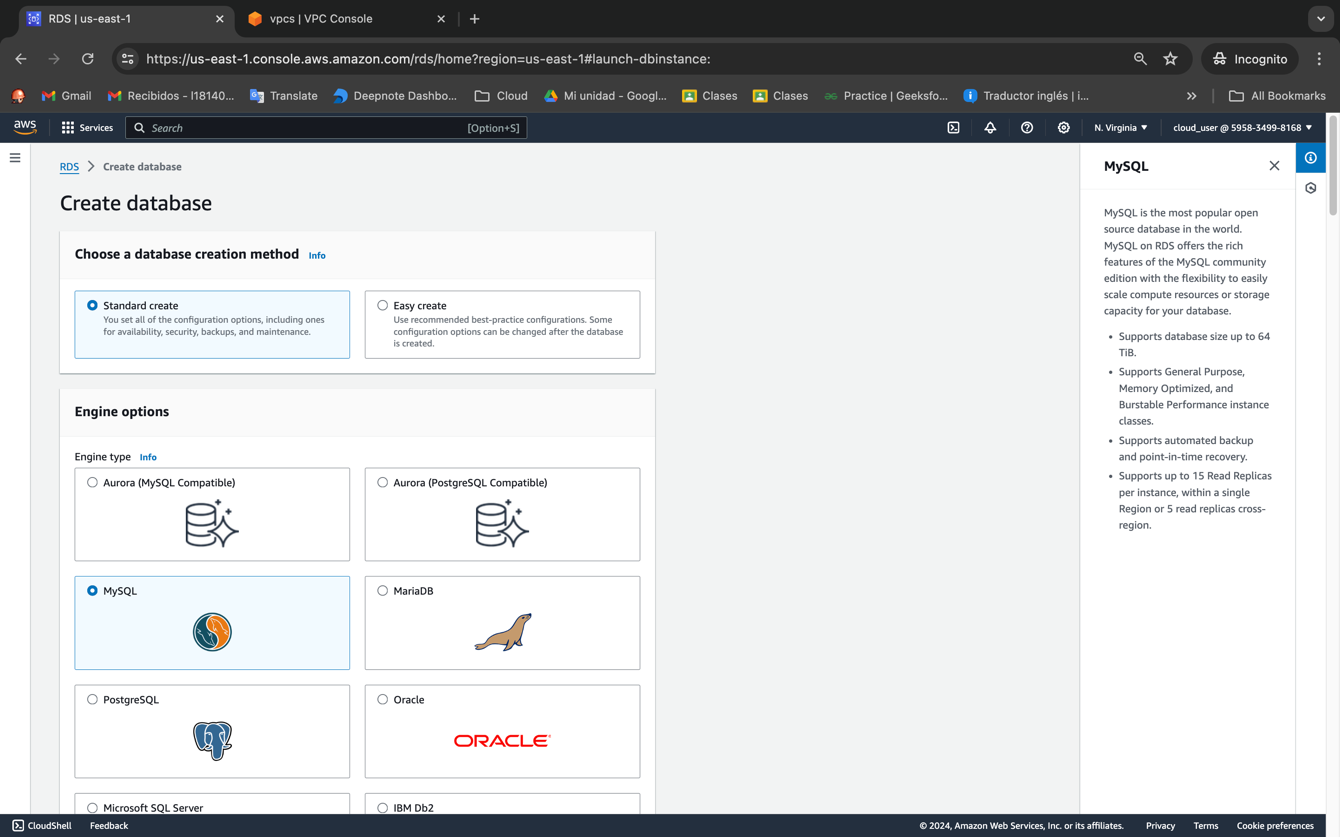 RDS | us-east-1
vpcs | VPC Console
https://us-east-1.console.aws.amazon.com/rds/home?region=us-east-1#launch-dbinstance:
Incognito
Gmail
Recibidos - l18140...
Translate
Deepnote Dashbo...
Cloud
Mi unidad - Googl...
Clases
Clases
Practice | Geeksfo...
Traductor inglés | i...
All Bookmarks
aws
Services
Search
[Option+S]
N. Virginia
cloud_user @ 5958-3499-8168
RDS
Create database
Create database
Choose a database creation method Info
Standard create
You set all of the configuration options, including ones
for availability, security, backups, and maintenance.
Easy create
Use recommended best-practice configurations. Some
configuration options can be changed after the database
is created.
Engine options
Engine type Info
Aurora (MySQL Compatible)
Aurora (PostgreSQL Compatible)
MySQL
MariaDB
PostgreSQL
Oracle
ORACLE
Microsoft SQL Server
IBM Db2
MySQL
MySQL is the most popular open
source database in the world.
MySQL on RDS offers the rich
features of the MySQL community
edition with the flexibility to easily
scale compute resources or storage
capacity for your database.
• Supports database size up to 64
TiB.
• Supports General Purpose,
Memory Optimized, and
Burstable Performance instance
classes.
• Supports automated backup
and point-in-time recovery.
• Supports up to 15 Read Replicas
per instance, within a single
Region or 5 read replicas cross-
region.
CloudShell
Feedback
© 2024, Amazon Web Services, Inc. or its affiliates.
Privacy
Terms
Cookie preferences